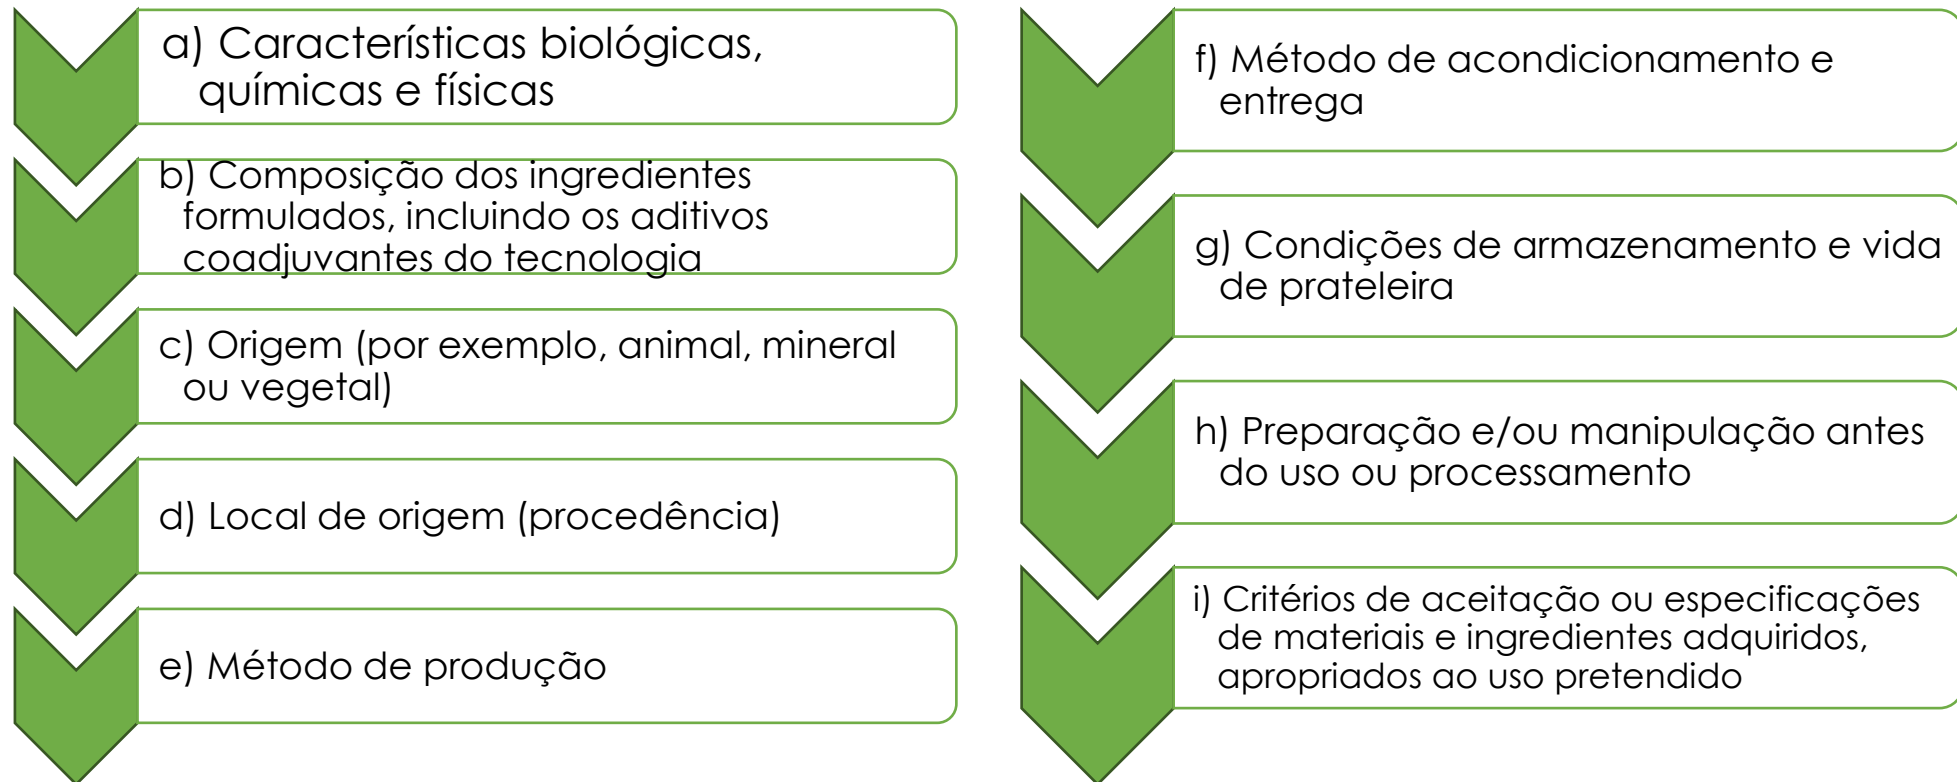 a) Características biológicas,
químicas e físicas
b) Composição dos ingredientes
formulados, incluindo os aditivos
coadjuvantes do tecnologia
c) Origem (por exemplo, animal, mineral
ou vegetal)
d) Local de origem (procedência)
e) Método de produção
f) Método de acondicionamento e
entrega
g) Condições de armazenamento e vida
de prateleira
h) Preparação e/ou manipulação antes
do uso ou processamento
i) Critérios de aceitação ou especificações
de materiais e ingredientes adquiridos,
apropriados ao uso pretendido